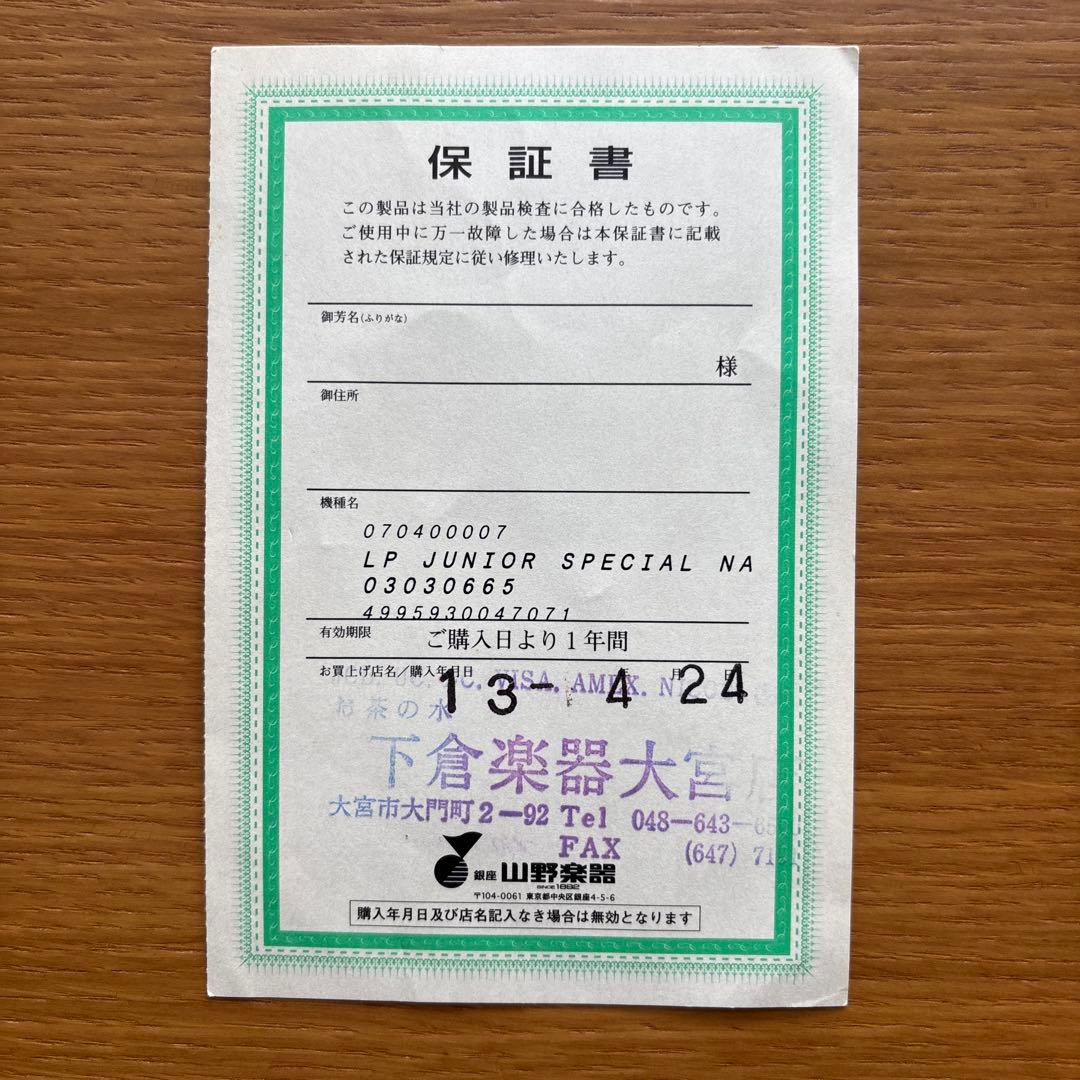 保証書
この製品は当社の製品検査に合格したものです。
ご使用中に万一故障した場合は本保証書に記載
された保証規定に従い修理いたします。
御芳名(ふりがな)
様
御住所
機種名
070400007
LP JUNIOR SPECIAL NA
03030665
4995930047071
有効期限 ご購入日より1年間
お買上げ店名/購入年月日 年 月 日
13- 4 24
VISA. AMEX.
お茶の水
下倉楽器大宮
大宮市大門町2-92 Tel 048-643-
FAX (647)
銀座 山野楽器
SINCE 1892
〒104-0061 東京都中央区銀座4-5-6
購入年月日及び店名記入なき場合は無効となります